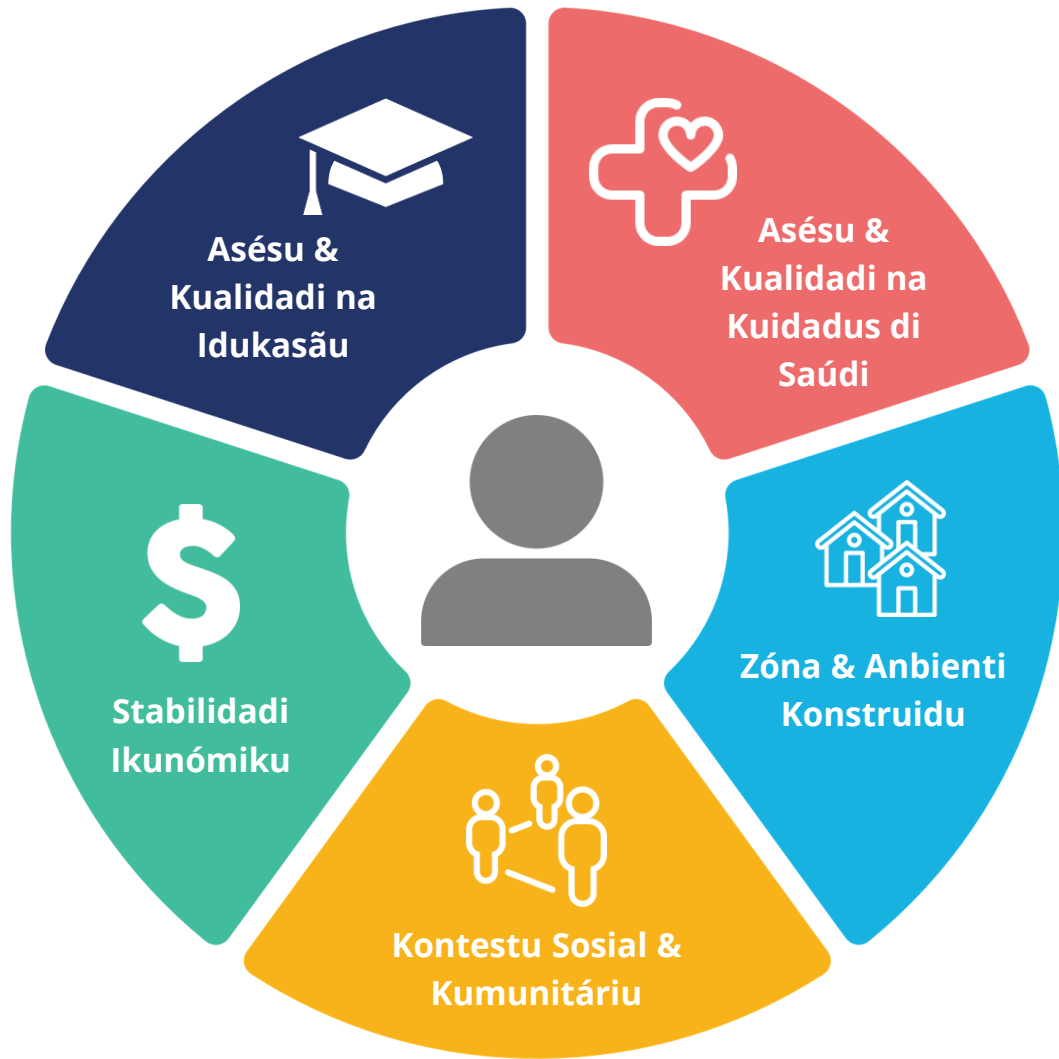 Asésu &
Kualidadi na
Idukasãu
Asésu &
Kualidadi na
Kuidadus di
Saúdi
Zóna & Anbienti
Konstruidu
Kontestu Sosial &
Kumunitáriu
Stabilidadi
Ikunómiku